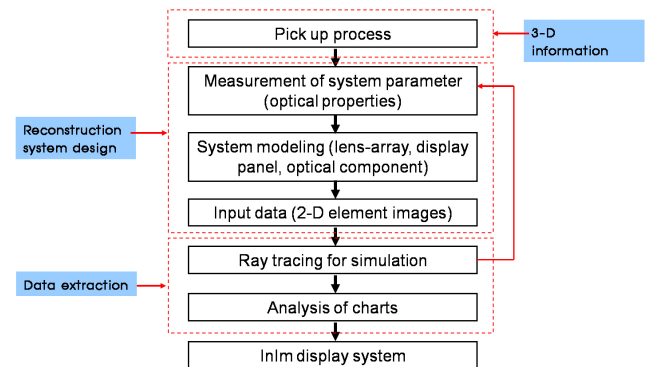 Pick up process
3-D
information
Measurement of system parameter
(optical properties)
Reconstruction
system design
System modeling (lens-array, display
panel, optical component)
Input data (2-D element images)
Ray tracing for simulation
Data extraction
Analysis of charts
InIm display system